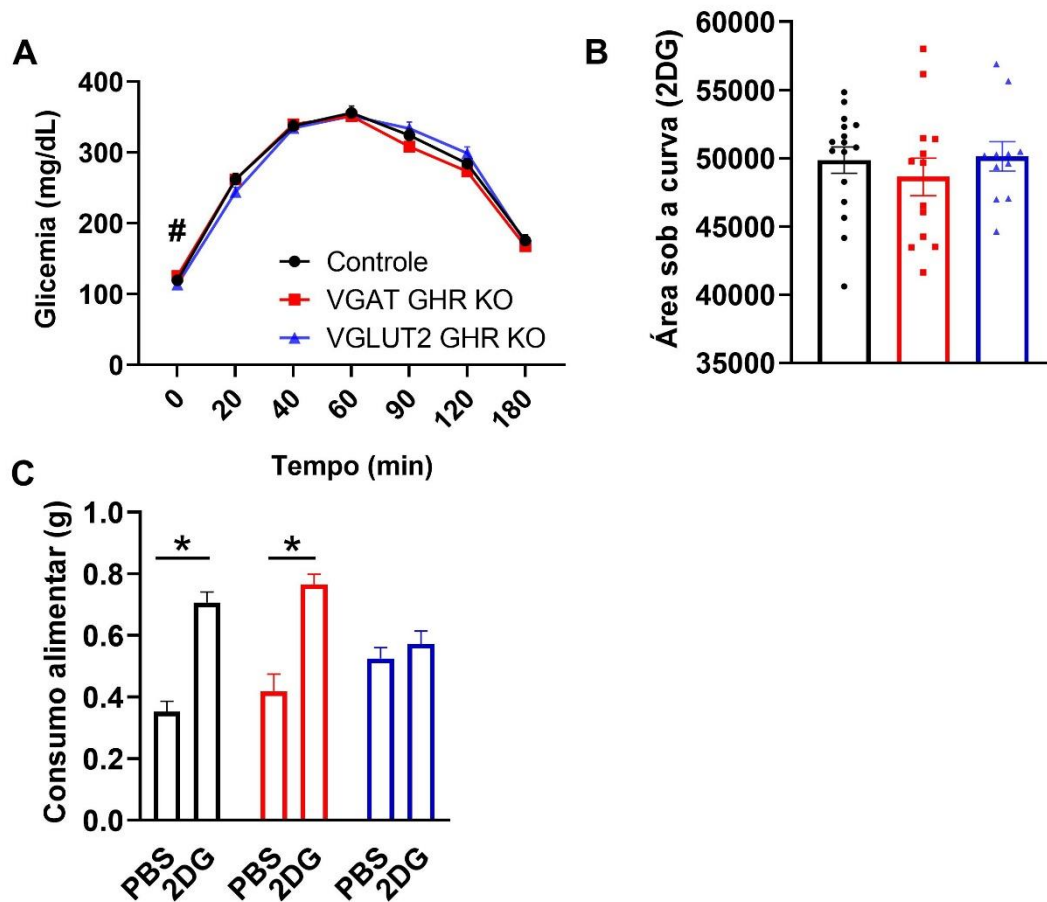 A
Glicemia (mg/dL)
400
300
200
100
0
#
Controle
VGAT GHR KO
VGLUT2 GHR KO
0 20 40 60 90 120 180
Tempo (min)
B
Área sob a curva (2DG)
60000
55000
50000
45000
40000
35000
C
Consumo alimentar (g)
1.0
0.8
0.6
0.4
0.2
0.0
* *
PBS 2DG PBS 2DG PBS 2DG